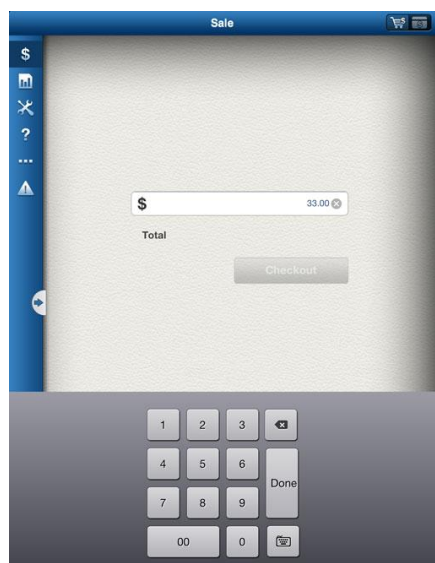 Sale
$
?
...
$ 33.00
Total
Checkout
1 2 3
4 5 6
Done
7 8 9
00 0